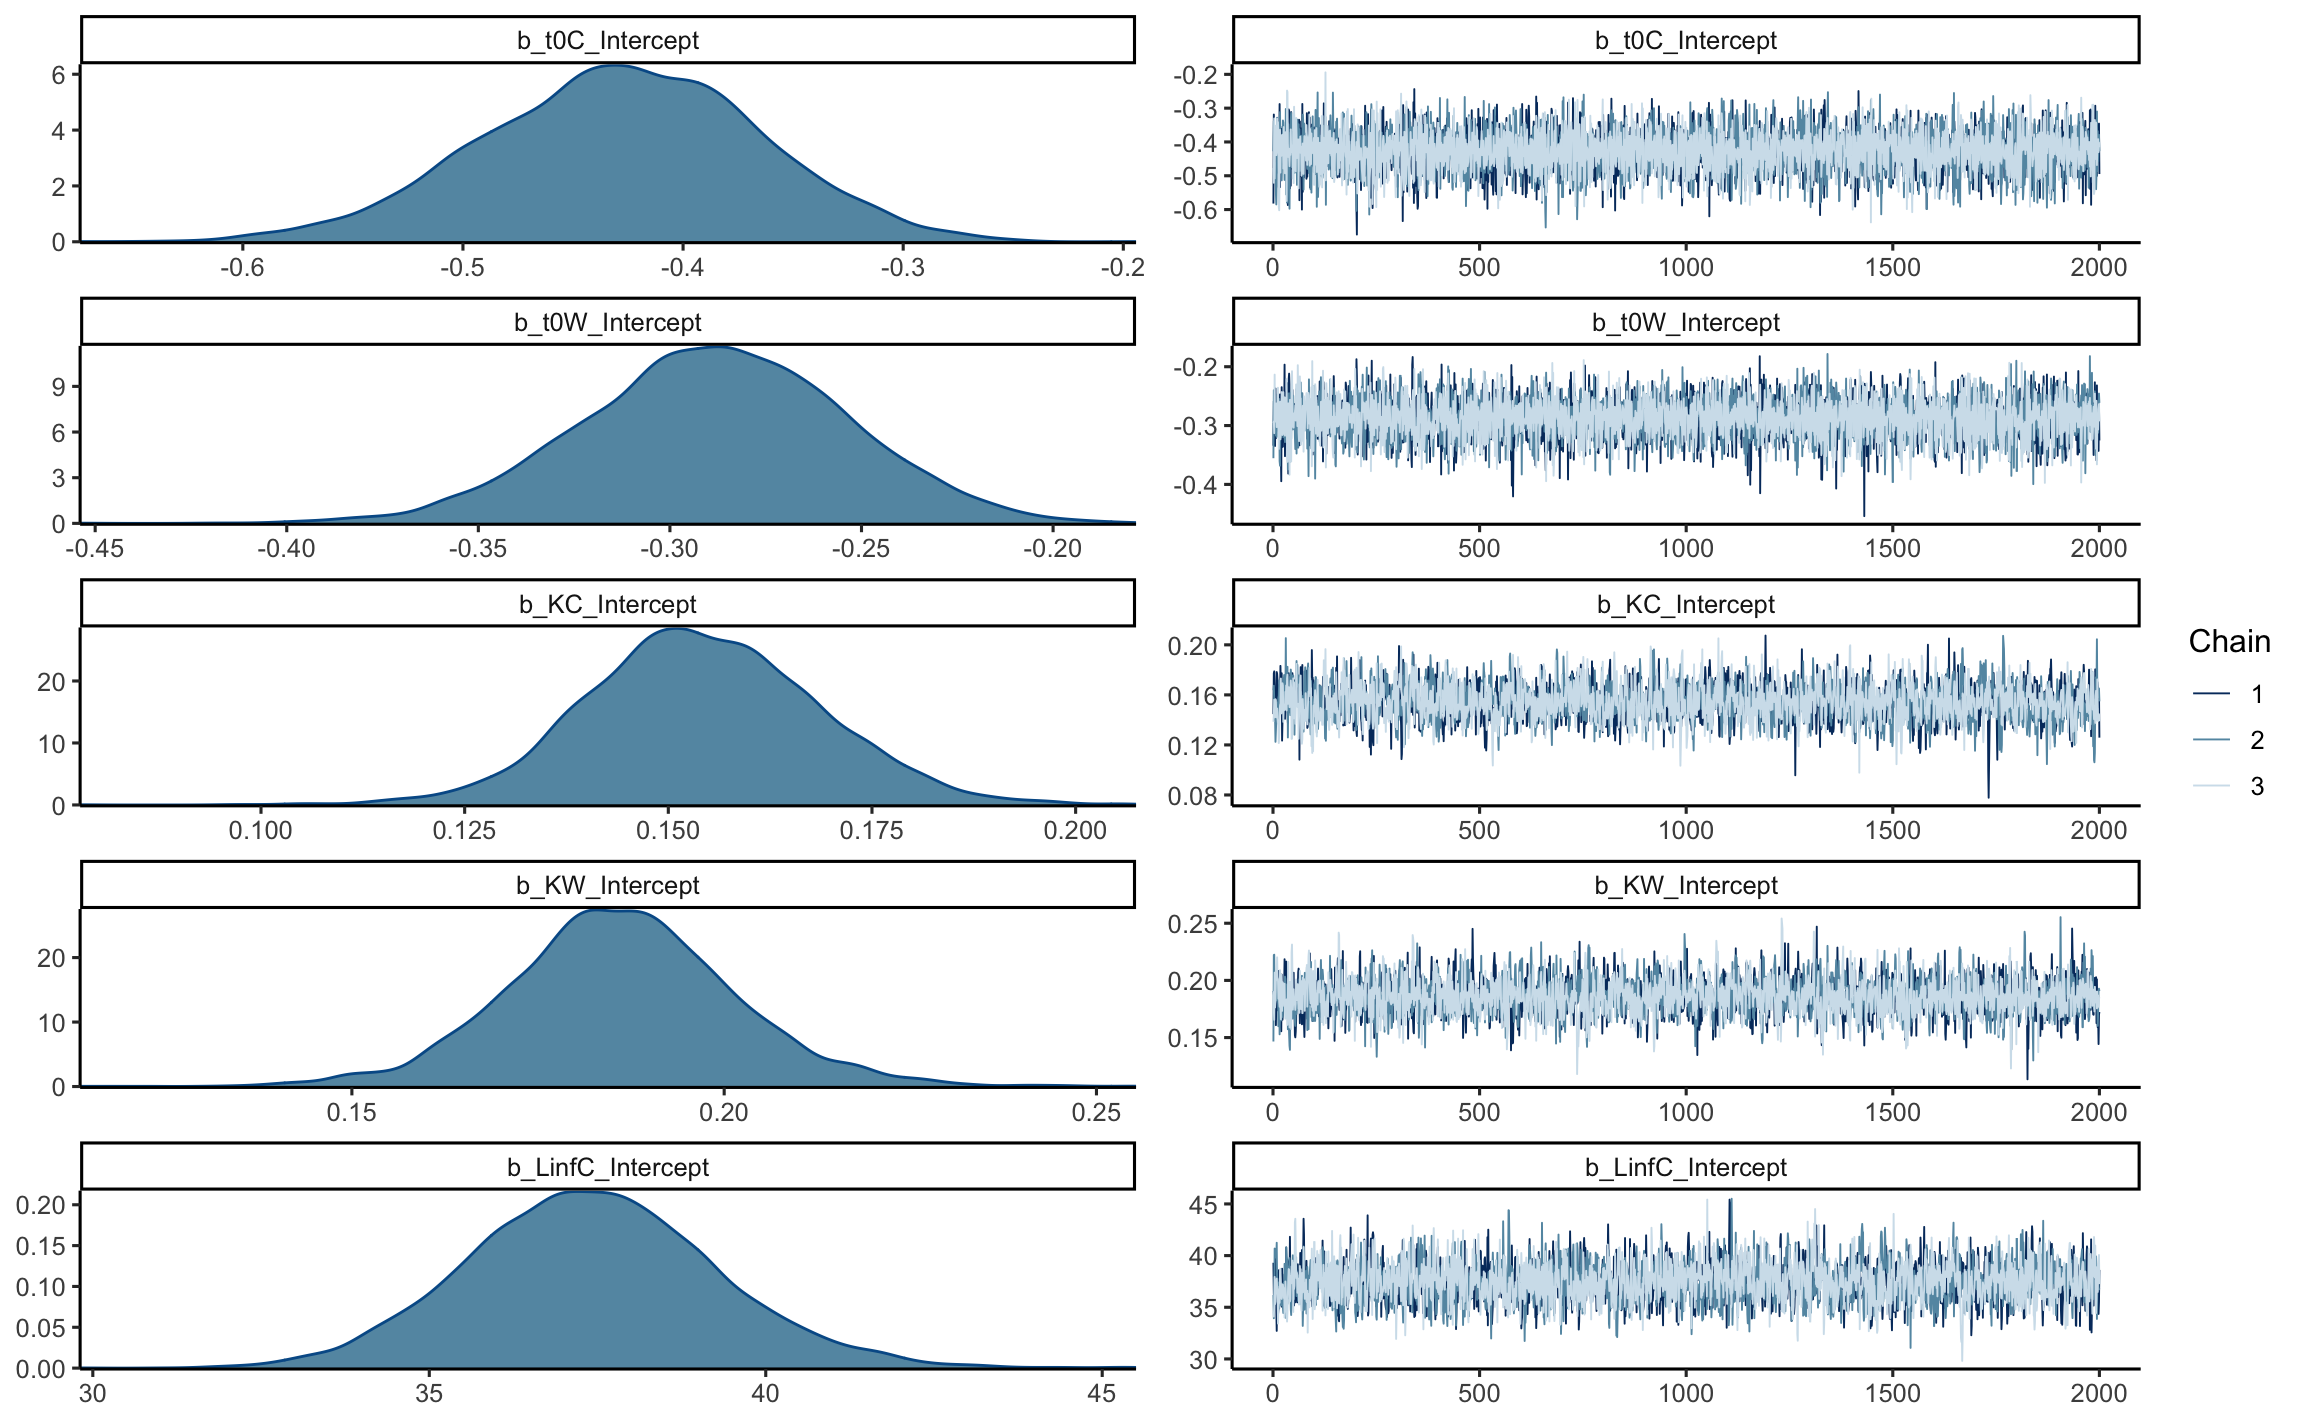 b_t0C_Intercept
6
4
2
0
-0.6 -0.5 -0.4 -0.3 -0.2
b_t0C_Intercept
-0.2
-0.3
-0.4
-0.5
-0.6
0 500 1000 1500 2000
b_t0W_Intercept
9
6
3
0
-0.45 -0.40 -0.35 -0.30 -0.25 -0.20
b_t0W_Intercept
-0.2
-0.3
-0.4
0 500 1000 1500 2000
b_KC_Intercept
20
10
0
0.100 0.125 0.150 0.175 0.200
b_KC_Intercept
0.20
0.16
0.12
0.08
0 500 1000 1500 2000
b_KW_Intercept
20
10
0
0.15 0.20 0.25
b_KW_Intercept
0.25
0.20
0.15
0 500 1000 1500 2000
b_LinfC_Intercept
0.20
0.15
0.10
0.05
0.00
30 35 40 45
b_LinfC_Intercept
45
40
35
30
0 500 1000 1500 2000
Chain
1
2
3